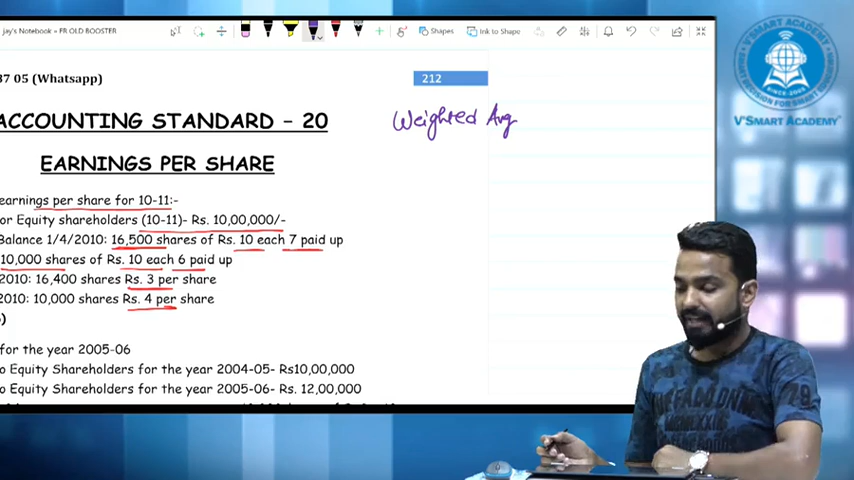 jay's Notebook « FR OLD BOOSTER
Shapes
Ink to Shape
87 05 (Whatsapp)
212
ACCOUNTING STANDARD - 20
Weighted Avg
EARNINGS PER SHARE
earnings per share for 10-11:-
or Equity shareholders (10-11)- Rs. 10,00,000/-
Balance 1/4/2010: 16,500 shares of Rs. 10 each 7 paid up
10,000 shares of Rs. 10 each 6 paid up
2010: 16,400 shares Rs. 3 per share
2010: 10,000 shares Rs. 4 per share
)
for the year 2005-06
o Equity Shareholders for the year 2004-05- Rs10,00,000
o Equity Shareholders for the year 2005-06- Rs. 12,00,000
V'SMART ACADEMY
SINCE-2005
V'SMART ACADEMY